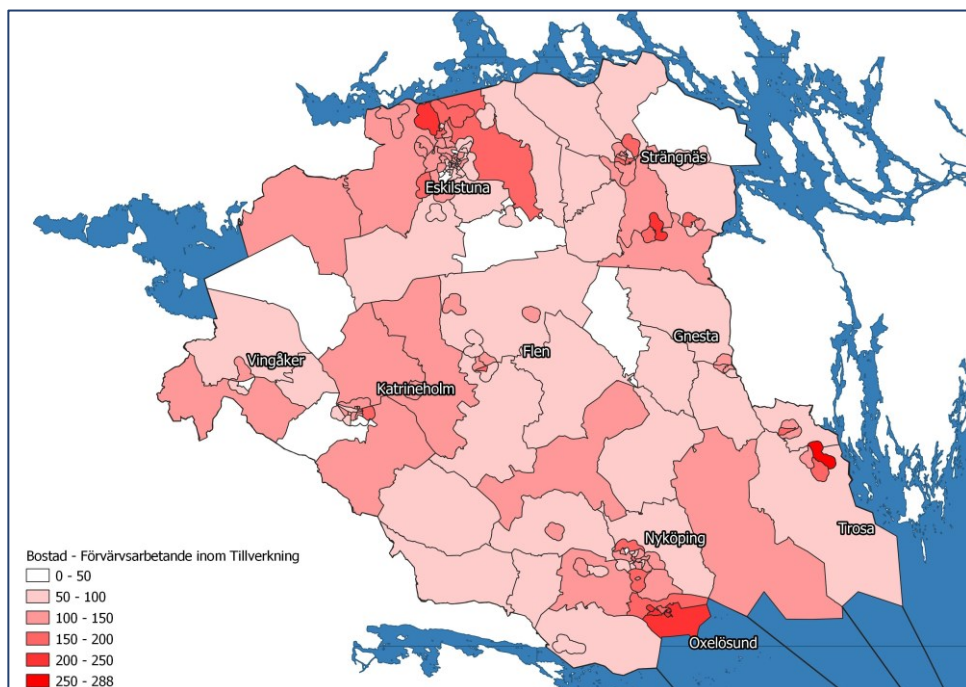 Strängnäs
Eskilstuna
Gnesta
Flen
Vingåker
Katrineholm
Trosa
Nyköping
Oxelösund
Bostad - Förvärvsarbetande inom Tillverkning
0 - 50
50 - 100
100 - 150
150 - 200
200 - 250
250 - 288